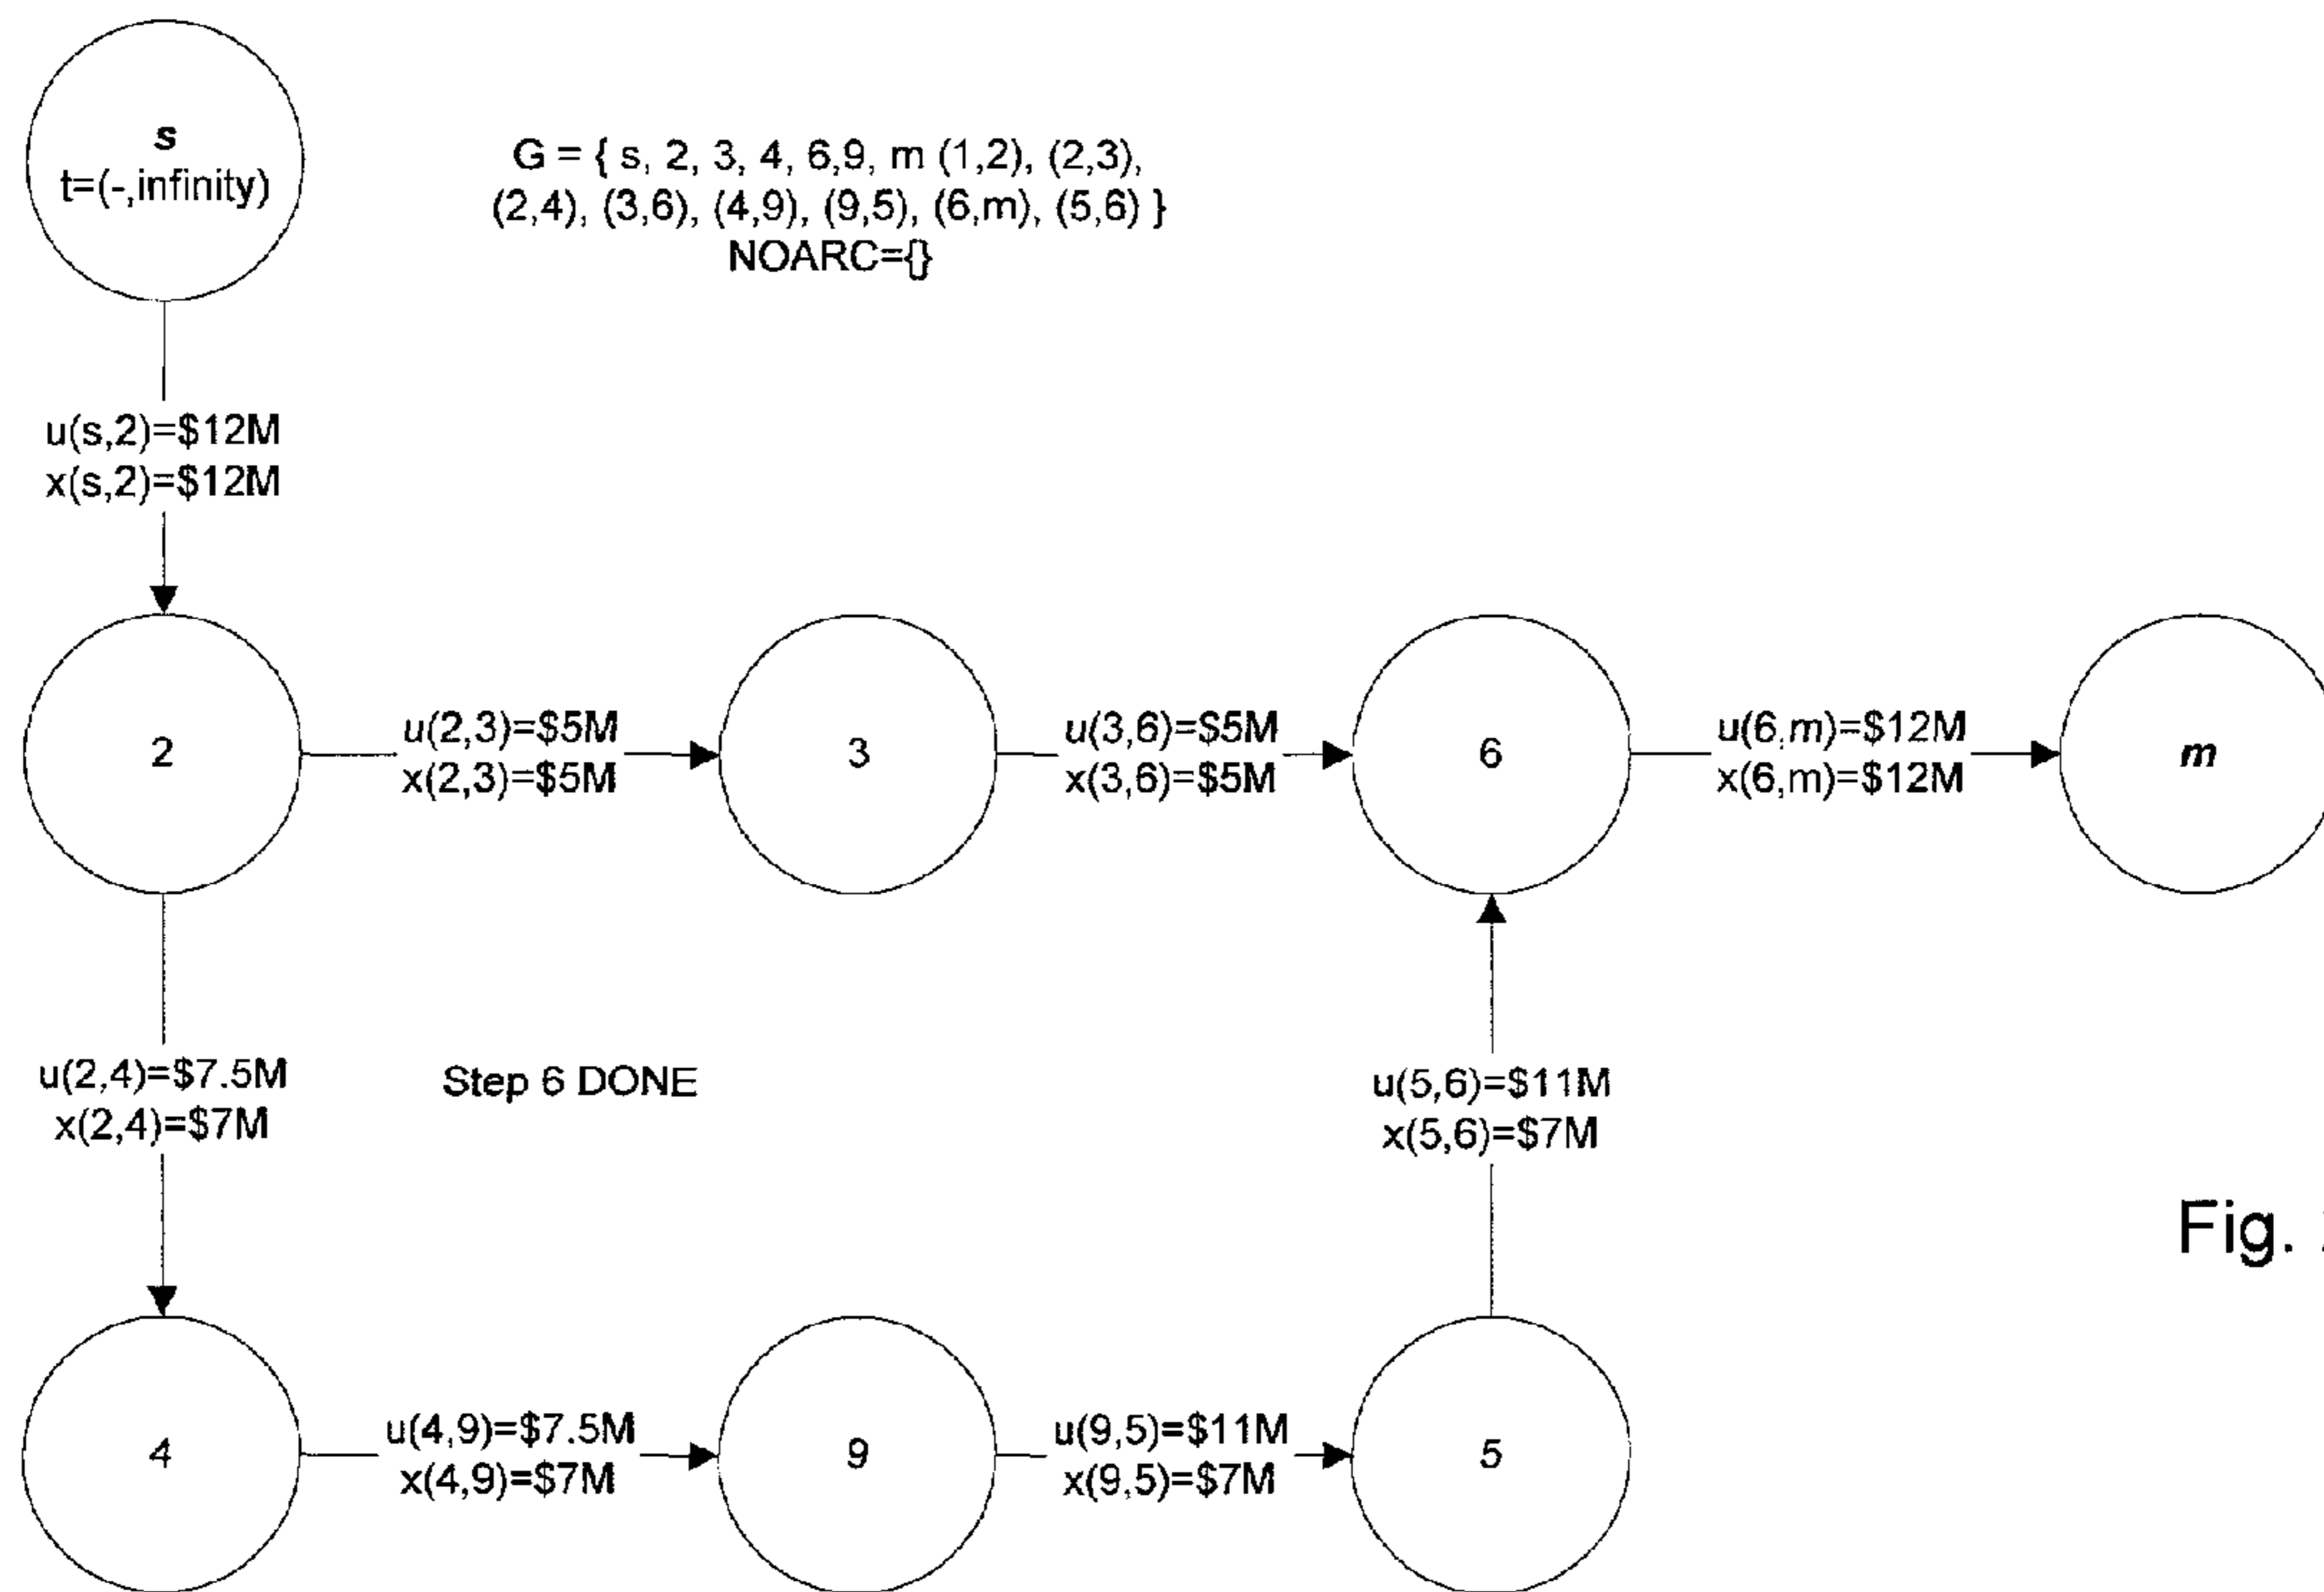 s
t=(-,infinity)
G = { s, 2, 3, 4, 6,9, m (1,2), (2,3),
(2,4), (3,6), (4,9), (9,5), (6,m), (5,6) }
NOARC={}
u(s,2)=$12M
x(s,2)=$12M
2
u(2,3)=$5M
x(2,3)=$5M
3
u(3,6)=$5M
x(3,6)=$5M
6
u(6,m)=$12M
x(6,m)=$12M
m
u(2,4)=$7.5M
x(2,4)=$7M
Step 6 DONE
u(5,6)=$11M
x(5,6)=$7M
Fig.
4
u(4,9)=$7.5M
x(4,9)=$7M
9
u(9,5)=$11M
x(9,5)=$7M
5